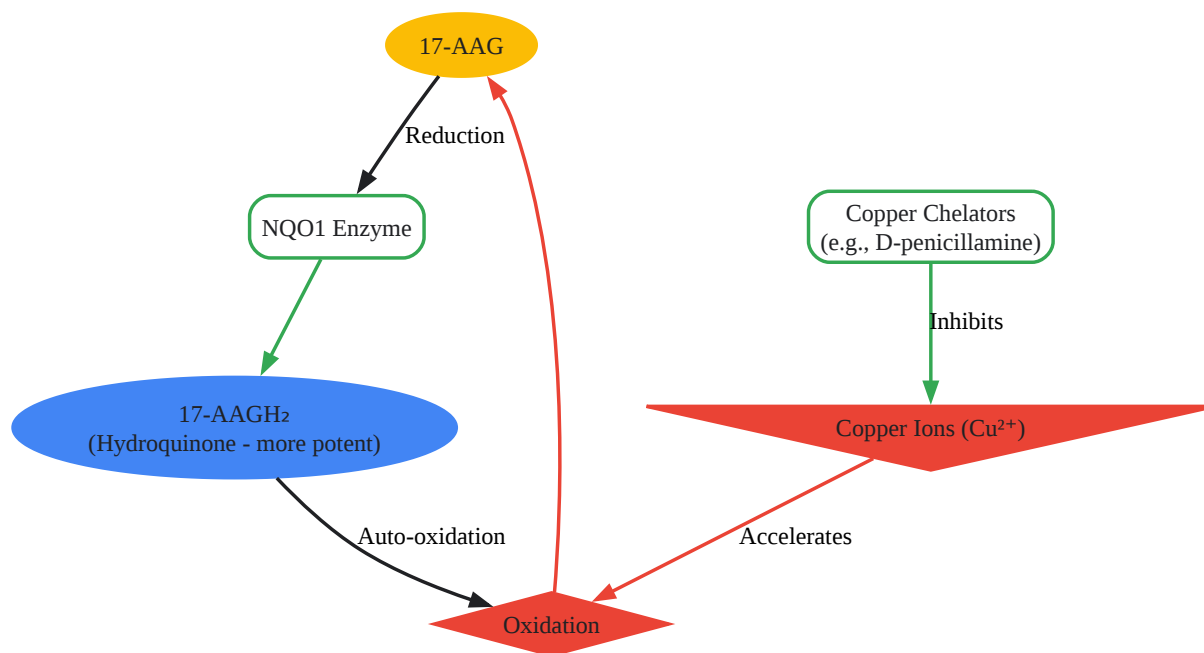 17-AAG
Reduction
NQO1 Enzyme
Copper Chelators
(e.g., D-penicillamine)
Inhibits
17-AAGH₂
(Hydroquinone - more potent)
Copper Ions (Cu²⁺)
Auto-oxidation
Accelerates
Oxidation